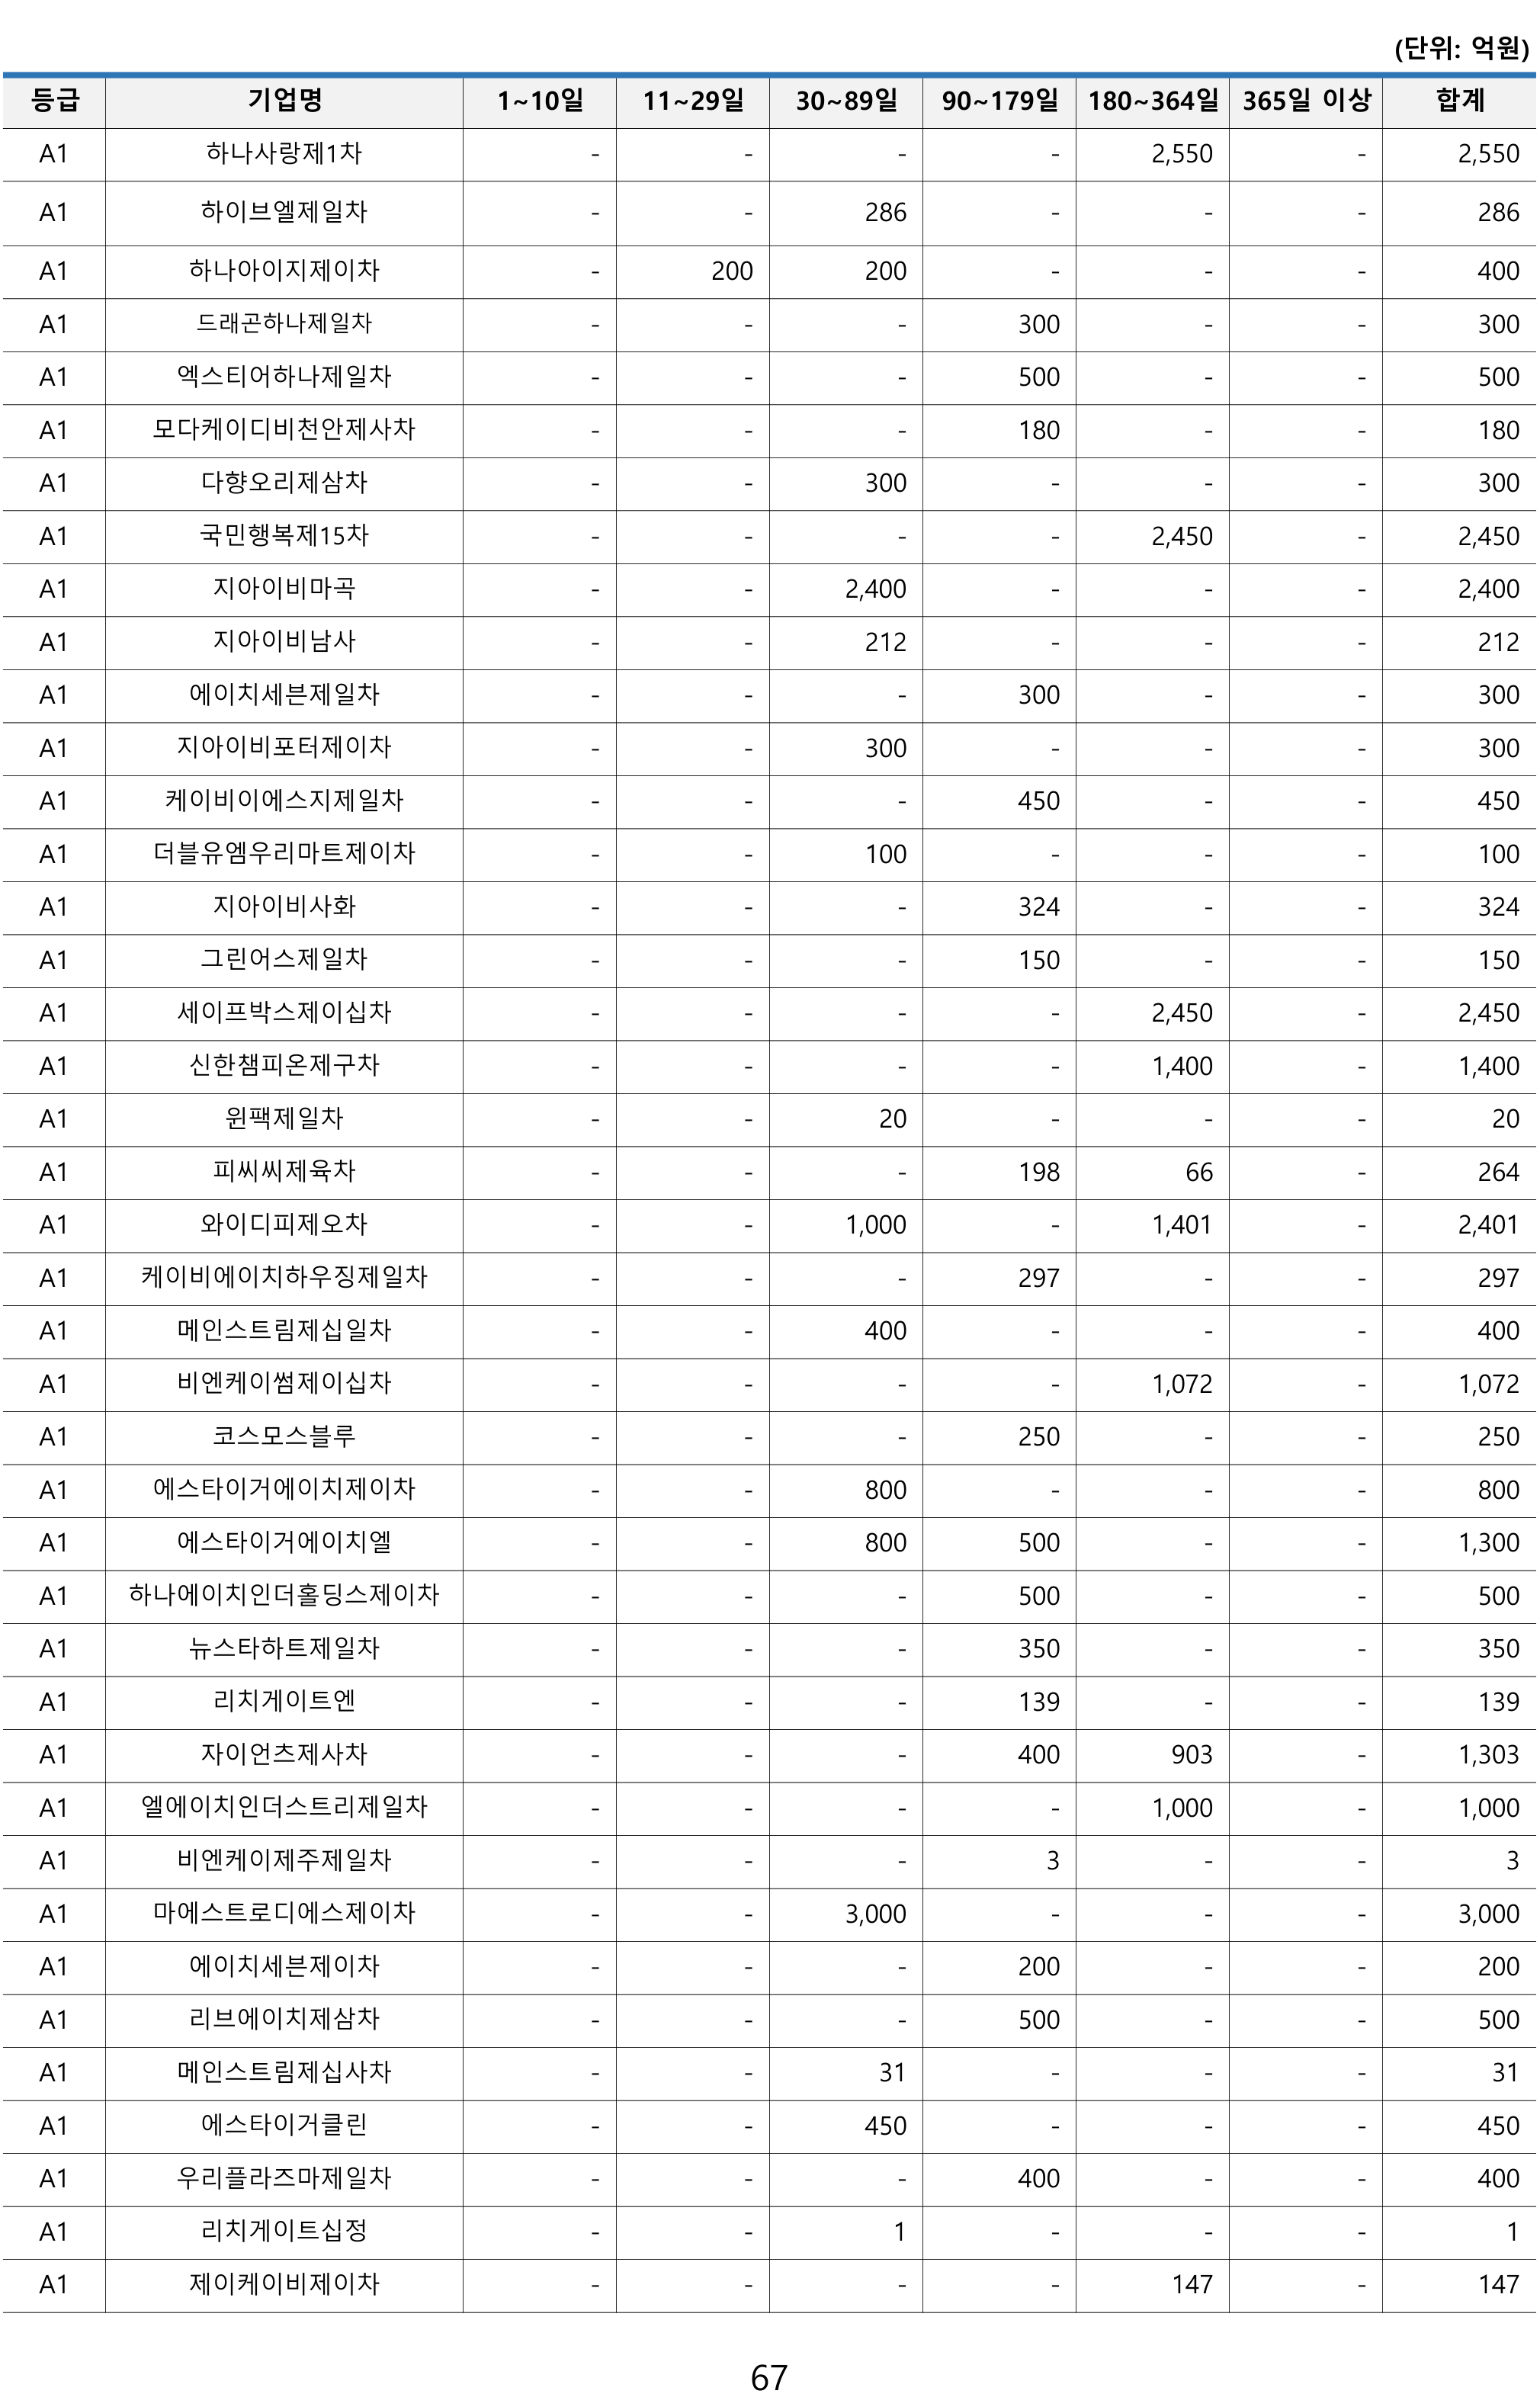 (단위: 억원)
등급 기업명 1~10일 11~29일 30~89일 90~179일 180~364일 365일 이상 합계
A1 하나사랑제1차 - - - - 2,550 - 2,550
A1 하이브엘제일차 - - 286 - - - 286
A1 하나아이지제이차 - 200 200 - - - 400
A1 드래곤하나제일차 - - - 300 - - 300
A1 엑스티어하나제일차 - - - 500 - - 500
A1 모다케이디비천안제사차 - - - 180 - - 180
A1 다향오리제삼차 - - 300 - - - 300
A1 국민행복제15차 - - - - 2,450 - 2,450
A1 지아이비마곡 - - 2,400 - - - 2,400
A1 지아이비남사 - - 212 - - - 212
A1 에이치세븐제일차 - - - 300 - - 300
A1 지아이비포터제이차 - - 300 - - - 300
A1 케이비이에스지제일차 - - - 450 - - 450
A1 더블유엠우리마트제이차 - - 100 - - - 100
A1 지아이비사화 - - - 324 - - 324
A1 그린어스제일차 - - - 150 - - 150
A1 세이프박스제이십차 - - - - 2,450 - 2,450
A1 신한챔피온제구차 - - - - 1,400 - 1,400
A1 윈팩제일차 - - 20 - - - 20
A1 피씨씨제육차 - - - 198 66 - 264
A1 와이디피제오차 - - 1,000 - 1,401 - 2,401
A1 케이비에이치하우징제일차 - - - 297 - - 297
A1 메인스트림제십일차 - - 400 - - - 400
A1 비엔케이썸제이십차 - - - - 1,072 - 1,072
A1 코스모스블루 - - - 250 - - 250
A1 에스타이거에이치제이차 - - 800 - - - 800
A1 에스타이거에이치엘 - - 800 500 - - 1,300
A1 하나에이치인더홀딩스제이차 - - - 500 - - 500
A1 뉴스타하트제일차 - - - 350 - - 350
A1 리치게이트엔 - - - 139 - - 139
A1 자이언츠제사차 - - - 400 903 - 1,303
A1 엘에이치인더스트리제일차 - - - - 1,000 - 1,000
A1 비엔케이제주제일차 - - - 3 - - 3
A1 마에스트로디에스제이차 - - 3,000 - - - 3,000
A1 에이치세븐제이차 - - - 200 - - 200
A1 리브에이치제삼차 - - - 500 - - 500
A1 메인스트림제십사차 - - 31 - - - 31
A1 에스타이거클린 - - 450 - - - 450
A1 우리플라즈마제일차 - - - 400 - - 400
A1 리치게이트십정 - - 1 - - - 1
A1 제이케이비제이차 - - - - 147 - 147
67